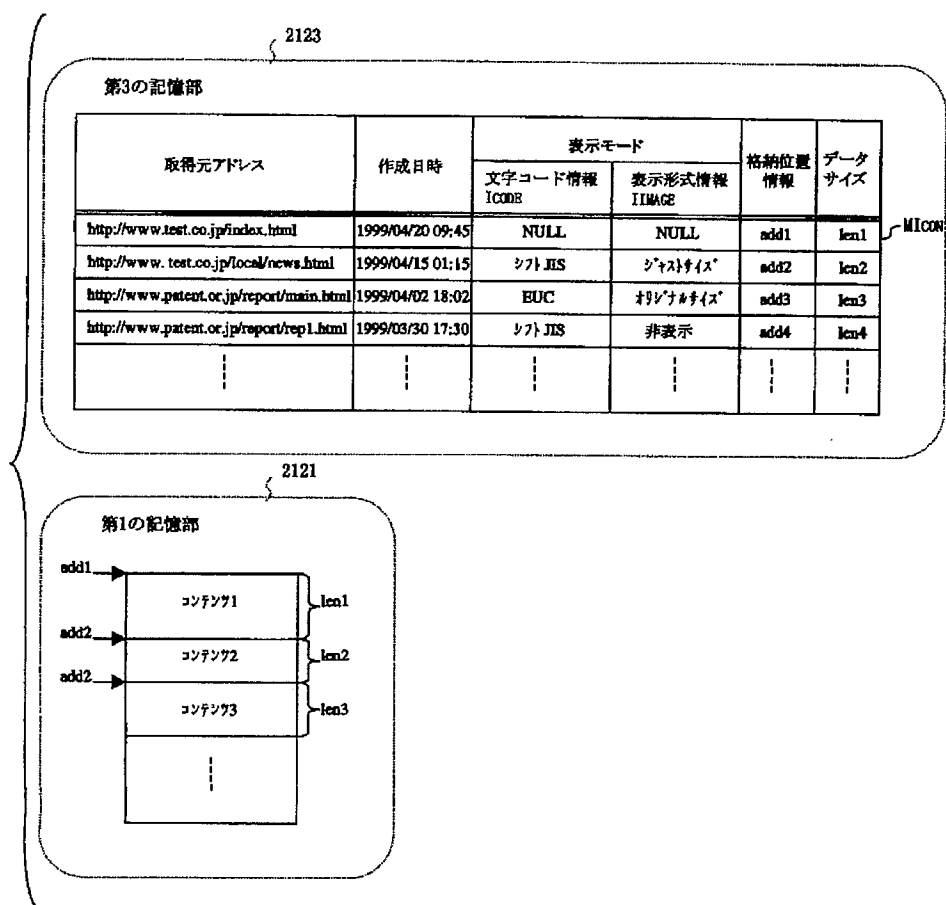 2123
第3の記憶部
取得元アドレス 作成日時 表示モード 格納位置情報 データサイズ
文字コード情報 ICODE 表示形式情報 IIMAGE
http://www.test.co.jp/index.html 1999/04/20 09:45 NULL NULL add1 len1
MICON
http://www. test.co.jp/local/news.html 1999/04/15 01:15 シフトJIS ジャストサイズ add2 len2
http://www.patent.or.jp/report/main.html 1999/04/02 18:02 EUC オリジナルサイズ add3 len3
http://www.patent.or.jp/report/rep1.html 1999/03/30 17:30 シフトJIS 非表示 add4 len4
2121
第1の記憶部
add1
コンテンツ1 len1
add2
コンテンツ2 len2
add2
コンテンツ3 len3